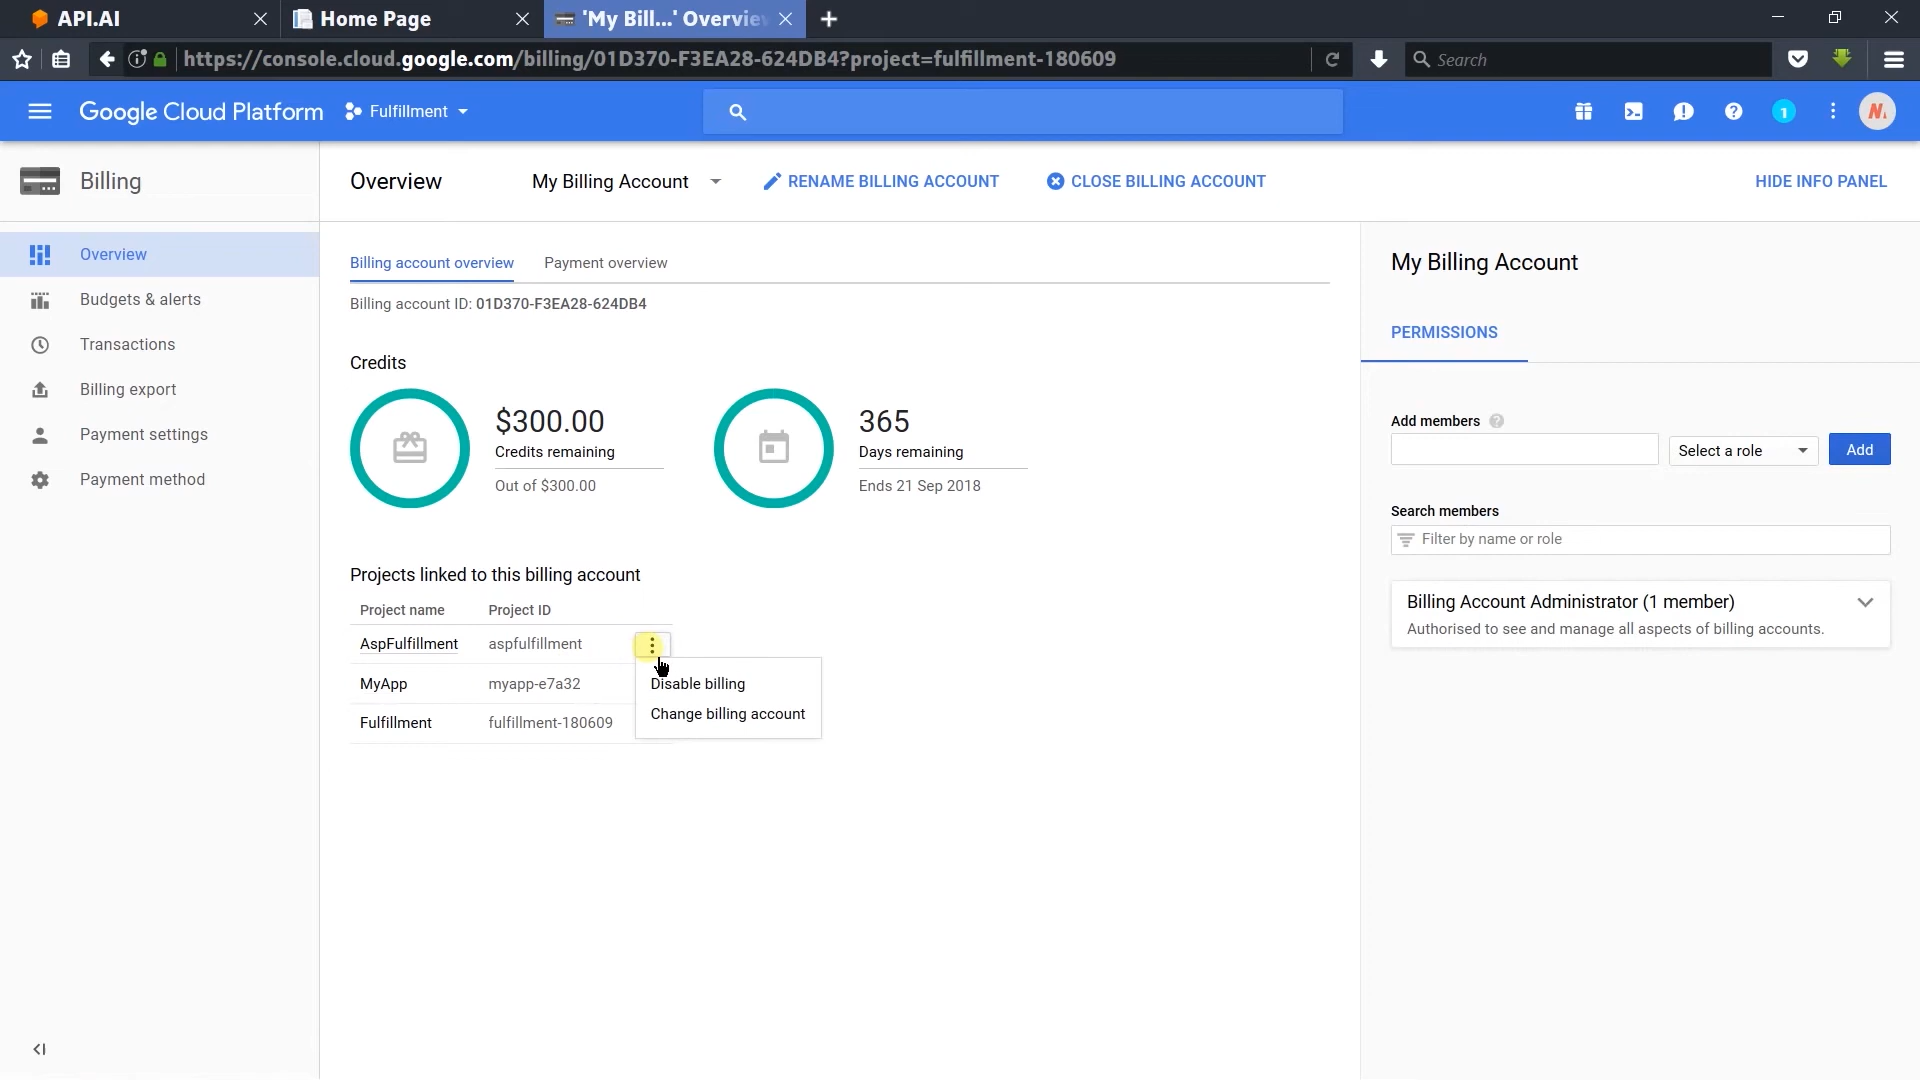 API.AI
Home Page
'My Bill...' Overvie
https://console.cloud.google.com/billing/01D370-F3EA28-624DB4?project=fulfillment-180609
Search
Google Cloud Platform
Fulfillment
1
Billing
Overview
My Billing Account
RENAME BILLING ACCOUNT
CLOSE BILLING ACCOUNT
HIDE INFO PANEL
Overview
Budgets & alerts
Transactions
Billing export
Payment settings
Payment method
Billing account overview
Payment overview
Billing account ID: 01D370-F3EA28-624DB4
Credits
$300.00
Credits remaining
Out of $300.00
365
Days remaining
Ends 21 Sep 2018
Projects linked to this billing account
Project name Project ID
AspFulfillment aspfulfillment
MyApp myapp-e7a32
Fulfillment fulfillment-180609
Disable billing
Change billing account
My Billing Account
PERMISSIONS
Add members
Select a role
Add
Search members
Filter by name or role
Billing Account Administrator (1 member)
Authorised to see and manage all aspects of billing accounts.